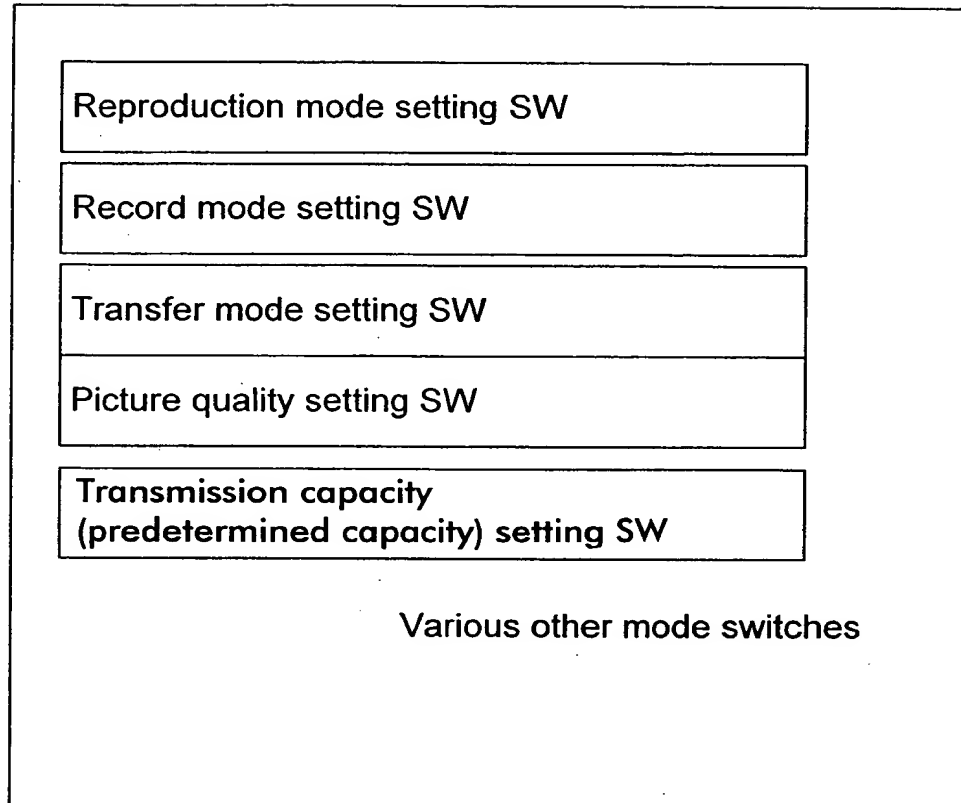 Reproduction mode setting SW
Record mode setting SW
Transfer mode setting SW
Picture quality setting SW
Transmission capacity
(predetermined capacity) setting SW
Various other mode switches